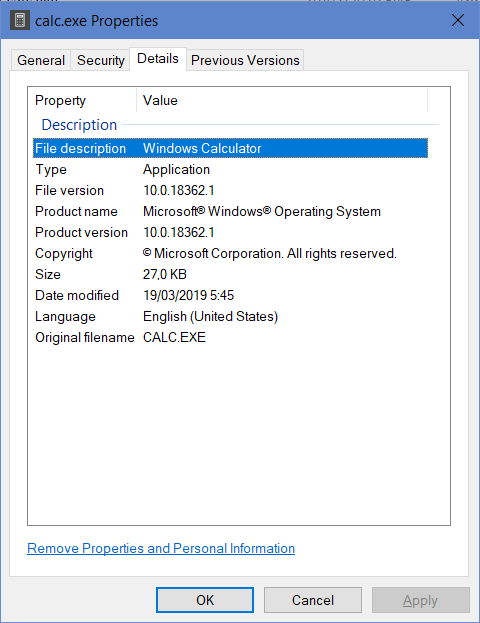 calc.exe Properties
General Security Details Previous Versions
Property Value
Description
File description Windows Calculator
Type Application
File version 10.0.18362.1
Product name Microsoft® Windows® Operating System
Product version 10.0.18362.1
Copyright © Microsoft Corporation. All rights reserved.
Size 27,0 KB
Date modified 19/03/2019 5:45
Language English (United States)
Original filename CALC.EXE
Remove Properties and Personal Information
OK Cancel Apply